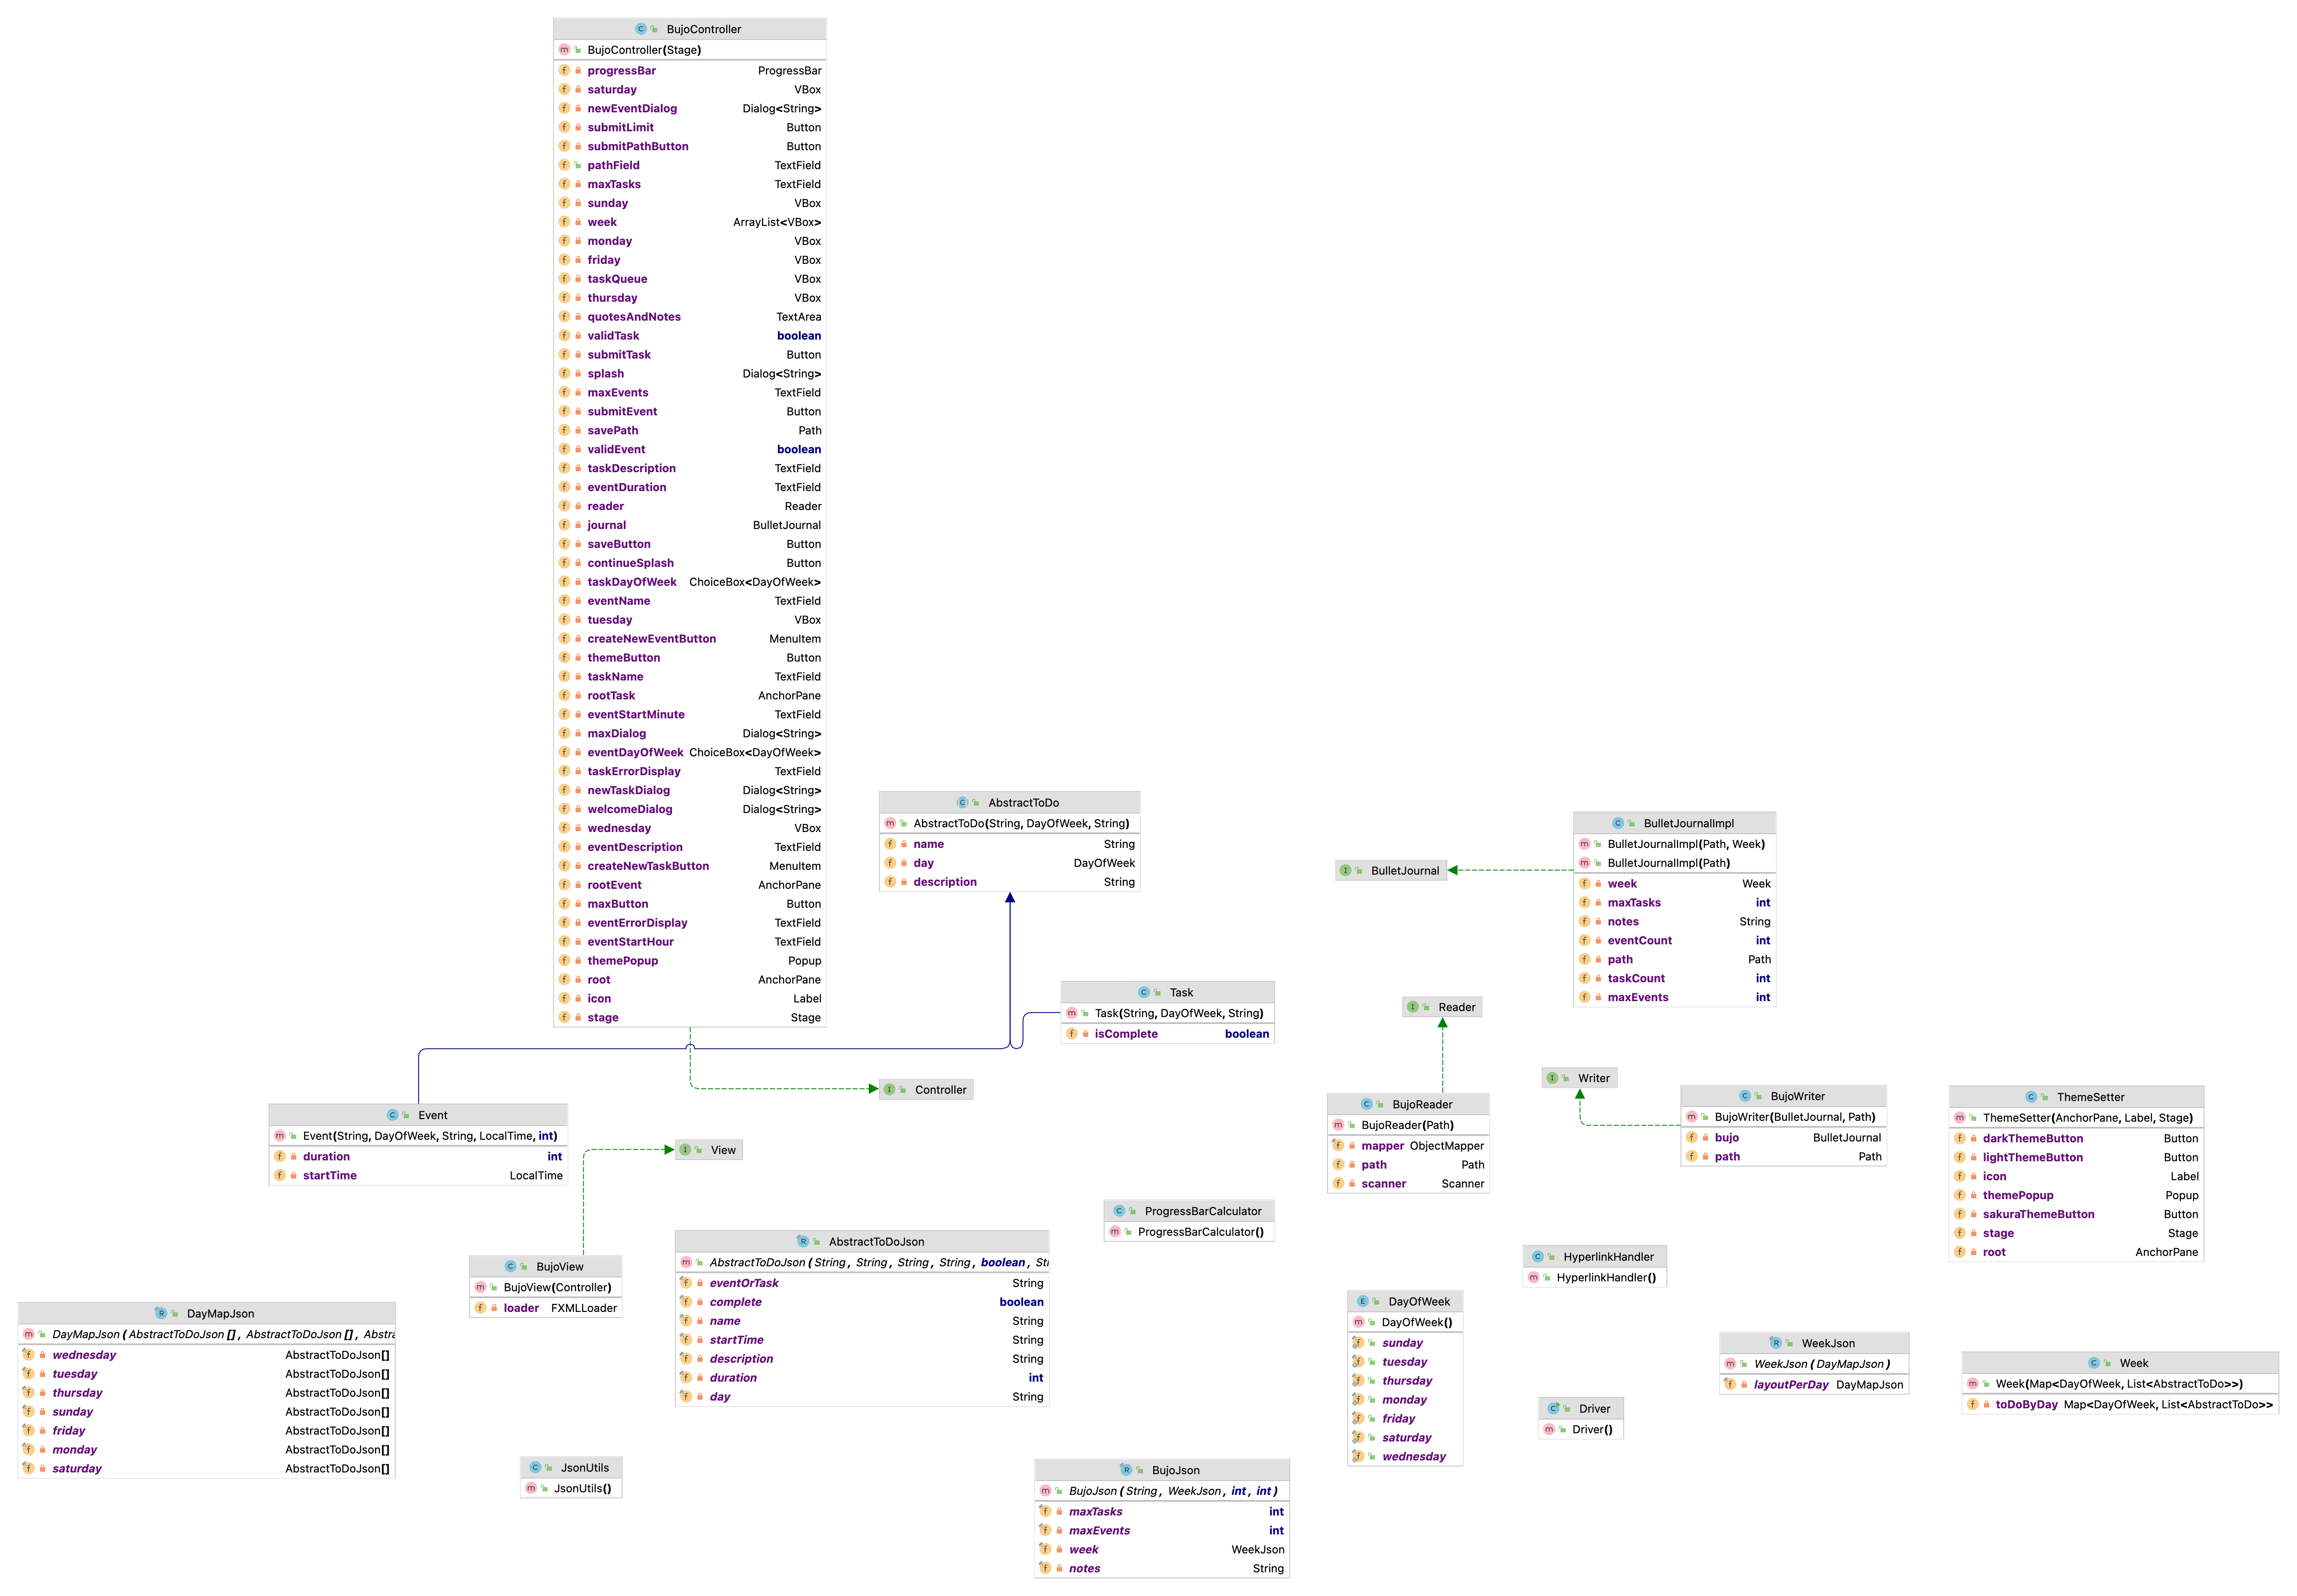 BujoController
BujoController(Stage)
progressBar ProgressBar
saturday VBox
newEventDialog Dialog<String>
submitLimit Button
submitPathButton Button
pathField TextField
maxTasks TextField
sunday VBox
week ArrayList<VBox>
monday VBox
friday VBox
taskQueue VBox
thursday VBox
quotesAndNotes TextArea
validTask boolean
submitTask Button
splash Dialog<String>
maxEvents TextField
submitEvent Button
savePath Path
validEvent boolean
taskDescription TextField
eventDuration TextField
reader Reader
journal BulletJournal
saveButton Button
continueSplash Button
taskDayOfWeek ChoiceBox<DayOfWeek>
eventName TextField
tuesday VBox
createNewEventButton MenuItem
themeButton Button
taskName TextField
rootTask AnchorPane
eventStartMinute TextField
maxDialog Dialog<String>
eventDayOfWeek ChoiceBox<DayOfWeek>
taskErrorDisplay TextField
newTaskDialog Dialog<String>
welcomeDialog Dialog<String>
wednesday VBox
eventDescription TextField
createNewTaskButton MenuItem
rootEvent AnchorPane
maxButton Button
eventErrorDisplay TextField
eventStartHour TextField
themePopup Popup
root AnchorPane
icon Label
stage Stage
AbstractToDo
AbstractToDo(String, DayOfWeek, String)
name String
day DayOfWeek
description String
BulletJournal
BulletJournalImpl
BulletJournalImpl(Path, Week)
BulletJournalImpl(Path)
week Week
maxTasks int
notes String
eventCount int
path Path
taskCount int
maxEvents int
Task
Task(String, DayOfWeek, String)
isComplete boolean
Reader
Controller
Writer
Event
Event(String, DayOfWeek, String, LocalTime, int)
duration int
startTime LocalTime
View
BujoReader
BujoReader(Path)
mapper ObjectMapper
path Path
scanner Scanner
BujoWriter
BujoWriter(BulletJournal, Path)
bujo BulletJournal
path Path
ThemeSetter
ThemeSetter(AnchorPane, Label, Stage)
darkThemeButton Button
lightThemeButton Button
icon Label
themePopup Popup
sakuraThemeButton Button
stage Stage
root AnchorPane
ProgressBarCalculator
ProgressBarCalculator()
BujoView
BujoView(Controller)
loader FXMLLoader
AbstractToDoJson
AbstractToDoJson(String, String, String, String, boolean, Stri
eventOrTask String
complete boolean
name String
startTime String
description String
duration int
day String
HyperlinkHandler
HyperlinkHandler()
DayMapJson
DayMapJson(AbstractToDoJson[], AbstractToDoJson[], Abstra
wednesday AbstractToDoJson[]
tuesday AbstractToDoJson[]
thursday AbstractToDoJson[]
sunday AbstractToDoJson[]
friday AbstractToDoJson[]
monday AbstractToDoJson[]
saturday AbstractToDoJson[]
DayOfWeek
DayOfWeek()
sunday
tuesday
thursday
monday
friday
saturday
wednesday
WeekJson
WeekJson(DayMapJson)
layoutPerDay DayMapJson
Week
Week(Map<DayOfWeek, List<AbstractToDo>>)
toDoByDay Map<DayOfWeek, List<AbstractToDo>>
Driver
Driver()
JsonUtils
JsonUtils()
BujoJson
BujoJson(String, WeekJson, int, int)
maxTasks int
maxEvents int
week WeekJson
notes String